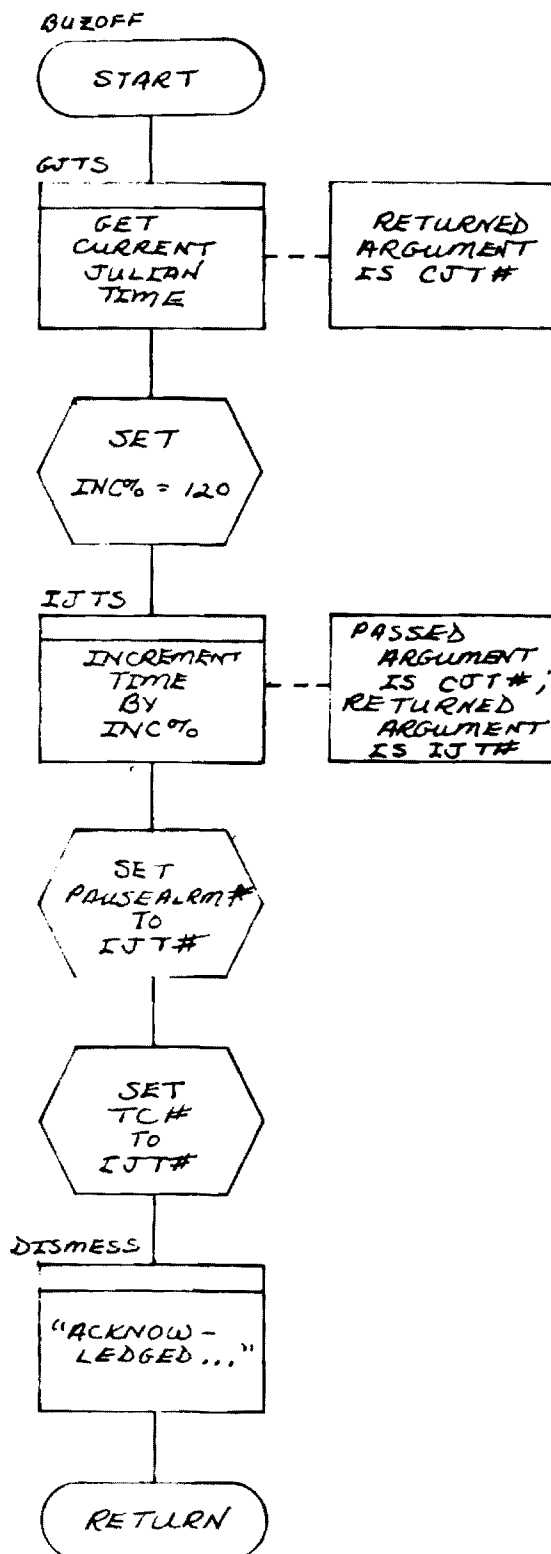 BUZOFF
START
GJTS
GET
CURRENT
JULIAN
TIME
RETURNED
ARGUMENT
IS CJT#
SET
INC% = 120
IJTS
INCREMENT
TIME
BY
INC%
PASSED
ARGUMENT
IS CJT#;
RETURNED
ARGUMENT
IS IJT#
SET
PAUSEALRM#
TO
IJT#
SET
TC#
TO
IJT#
DISMESS
"ACKNOW-
LEDGED..."
RETURN